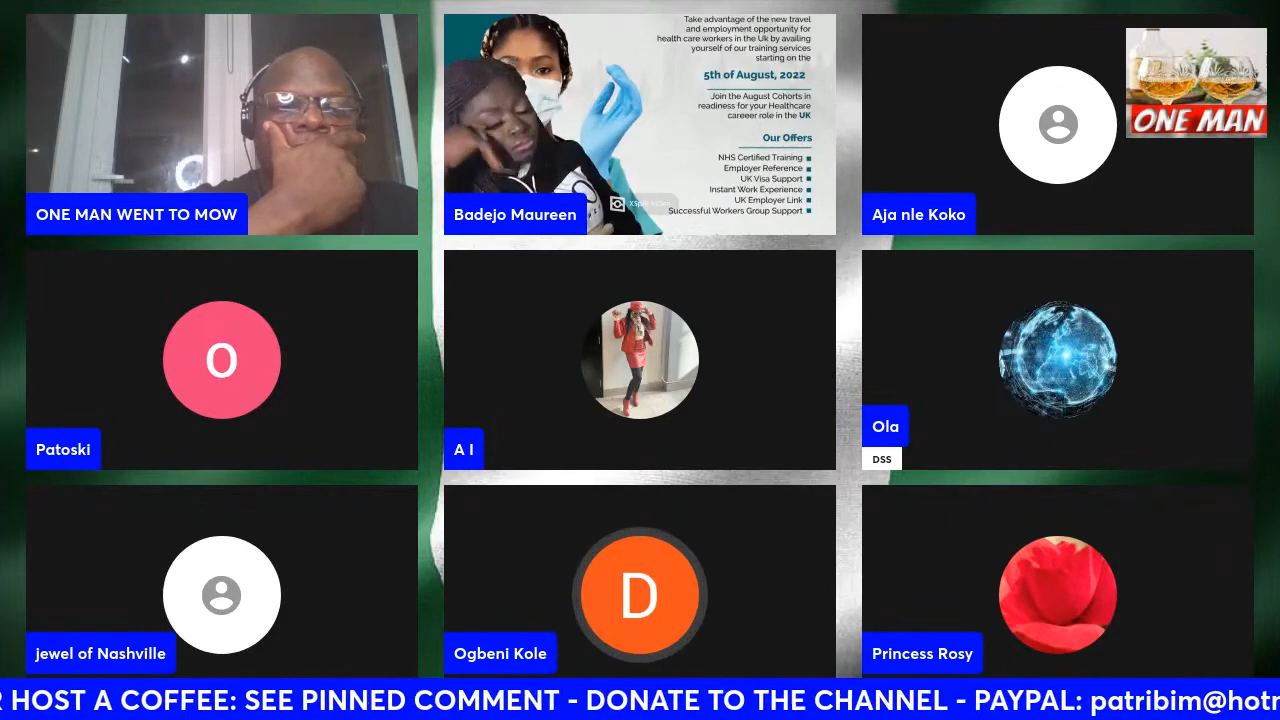 Take advantage of the new travel
and employment opportunity for
health care workers in the Uk by availing
yourself of our training services
starting on the
5th of August, 2022
Join the August Cohorts in
readiness for your Healthcare
careeer role in the UK
Our Offers
NHS Certified Training
Employer Reference
UK Visa Support
Instant Work Experience
UK Employer Link
Successful Workers Group Support
ONE MAN
ONE MAN WENT TO MOW
Badejo Maureen
Aja nle Koko
O
Patoski
A I
Ola
DSS
jewel of Nashville
D
Ogbeni Kole
Princess Rosy
R HOST A COFFEE: SEE PINNED COMMENT - DONATE TO THE CHANNEL - PAYPAL: patribim@hotm